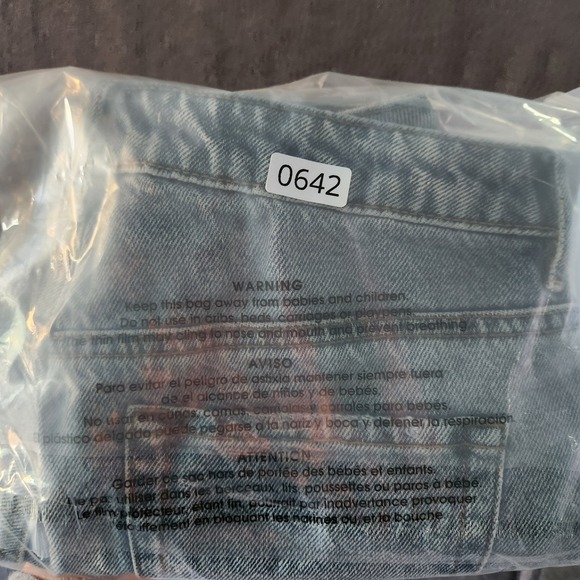 0642
WARNING
Keep this bag away from babies and children.
Do not use in cribs, beds, carriages or playpens.
The thin film may cling to nose and mouth and prevent breathing.
AVISO
Para evitar el peligro de asfixia mantener siempre fuera
de el alcance de niños y de bebés.
No usar en cunas, camas, carriolas o corrales para bebés.
El plástico delgado puede pegarse a la nariz y boca y detener la respiración.
ATTENTION
Garder ce sac hors de portée des bébés et enfants.
utiliser dans les berceaux, lits, poussettes ou parcs à bébé.
Le film protecteur, étant fin, pourrait par inadvertance provoquer
en bloquant les narines ou, et la bouche.